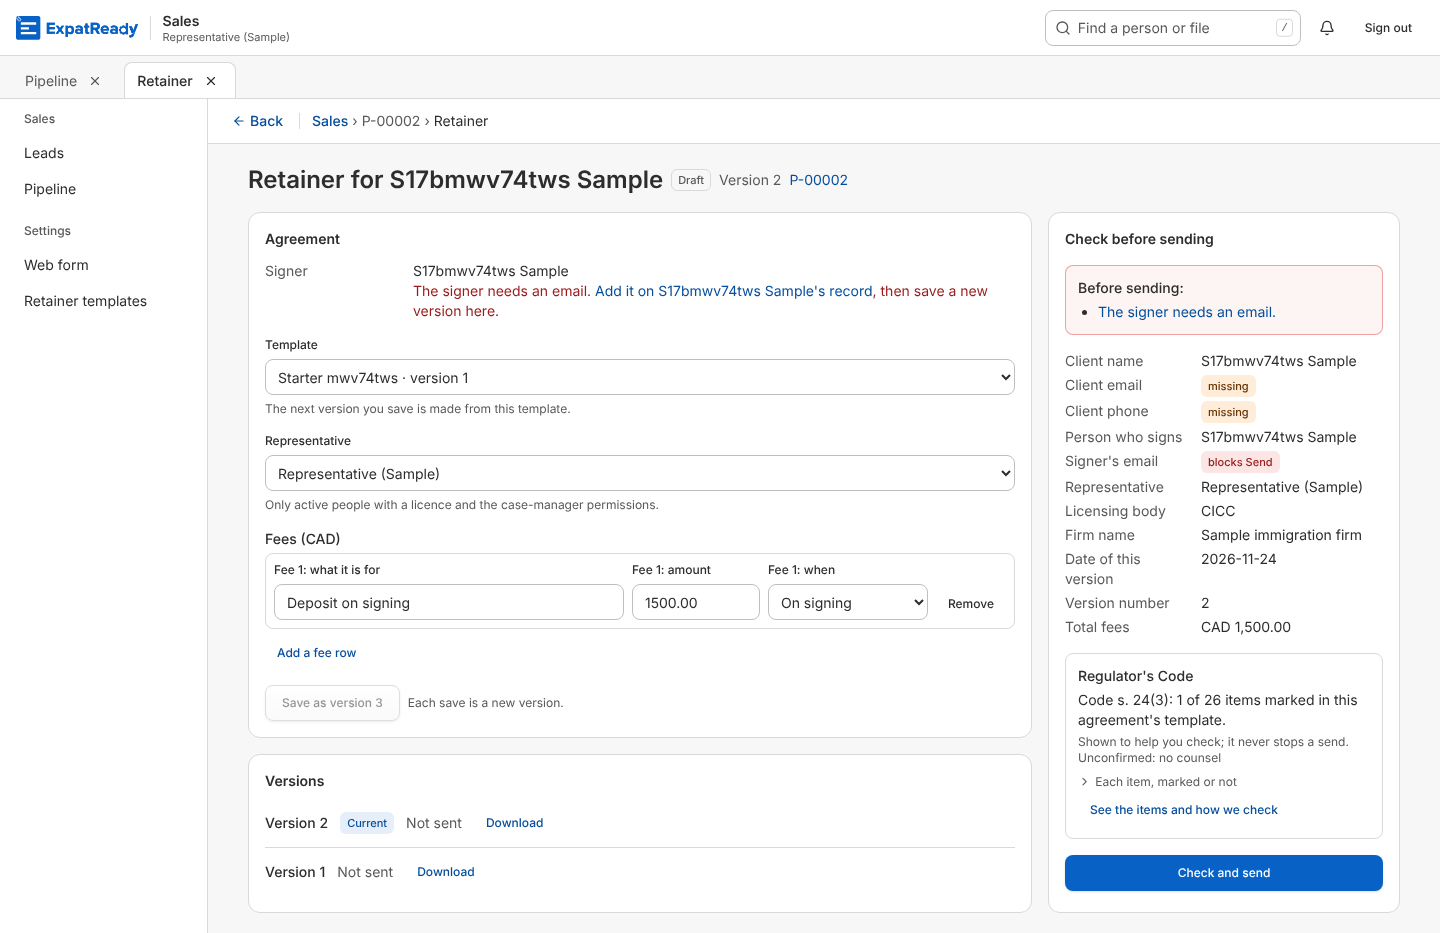 ExpatReady
Sales
Representative (Sample)
Find a person or file
/
Sign out
Pipeline
Retainer
Sales
Leads
Pipeline
Settings
Web form
Retainer templates
← Back
Sales › P-00002 › Retainer
Retainer for S17bmwv74tws Sample Draft Version 2 P-00002
Agreement
Signer
S17bmwv74tws Sample
The signer needs an email. Add it on S17bmwv74tws Sample's record, then save a new
version here.
Template
Starter mwv74tws · version 1
The next version you save is made from this template.
Representative
Representative (Sample)
Only active people with a licence and the case-manager permissions.
Fees (CAD)
Fee 1: what it is for
Fee 1: amount
Fee 1: when
Deposit on signing
1500.00
On signing
Remove
Add a fee row
Save as version 3
Each save is a new version.
Versions
Version 2 Current Not sent Download
Version 1 Not sent Download
Check before sending
Before sending:
• The signer needs an email.
Client name S17bmwv74tws Sample
Client email missing
Client phone missing
Person who signs S17bmwv74tws Sample
Signer's email blocks Send
Representative Representative (Sample)
Licensing body CICC
Firm name Sample immigration firm
Date of this 2026-11-24
version
Version number 2
Total fees CAD 1,500.00
Regulator's Code
Code s. 24(3): 1 of 26 items marked in this
agreement's template.
Shown to help you check; it never stops a send.
Unconfirmed: no counsel
Each item, marked or not
See the items and how we check
Check and send